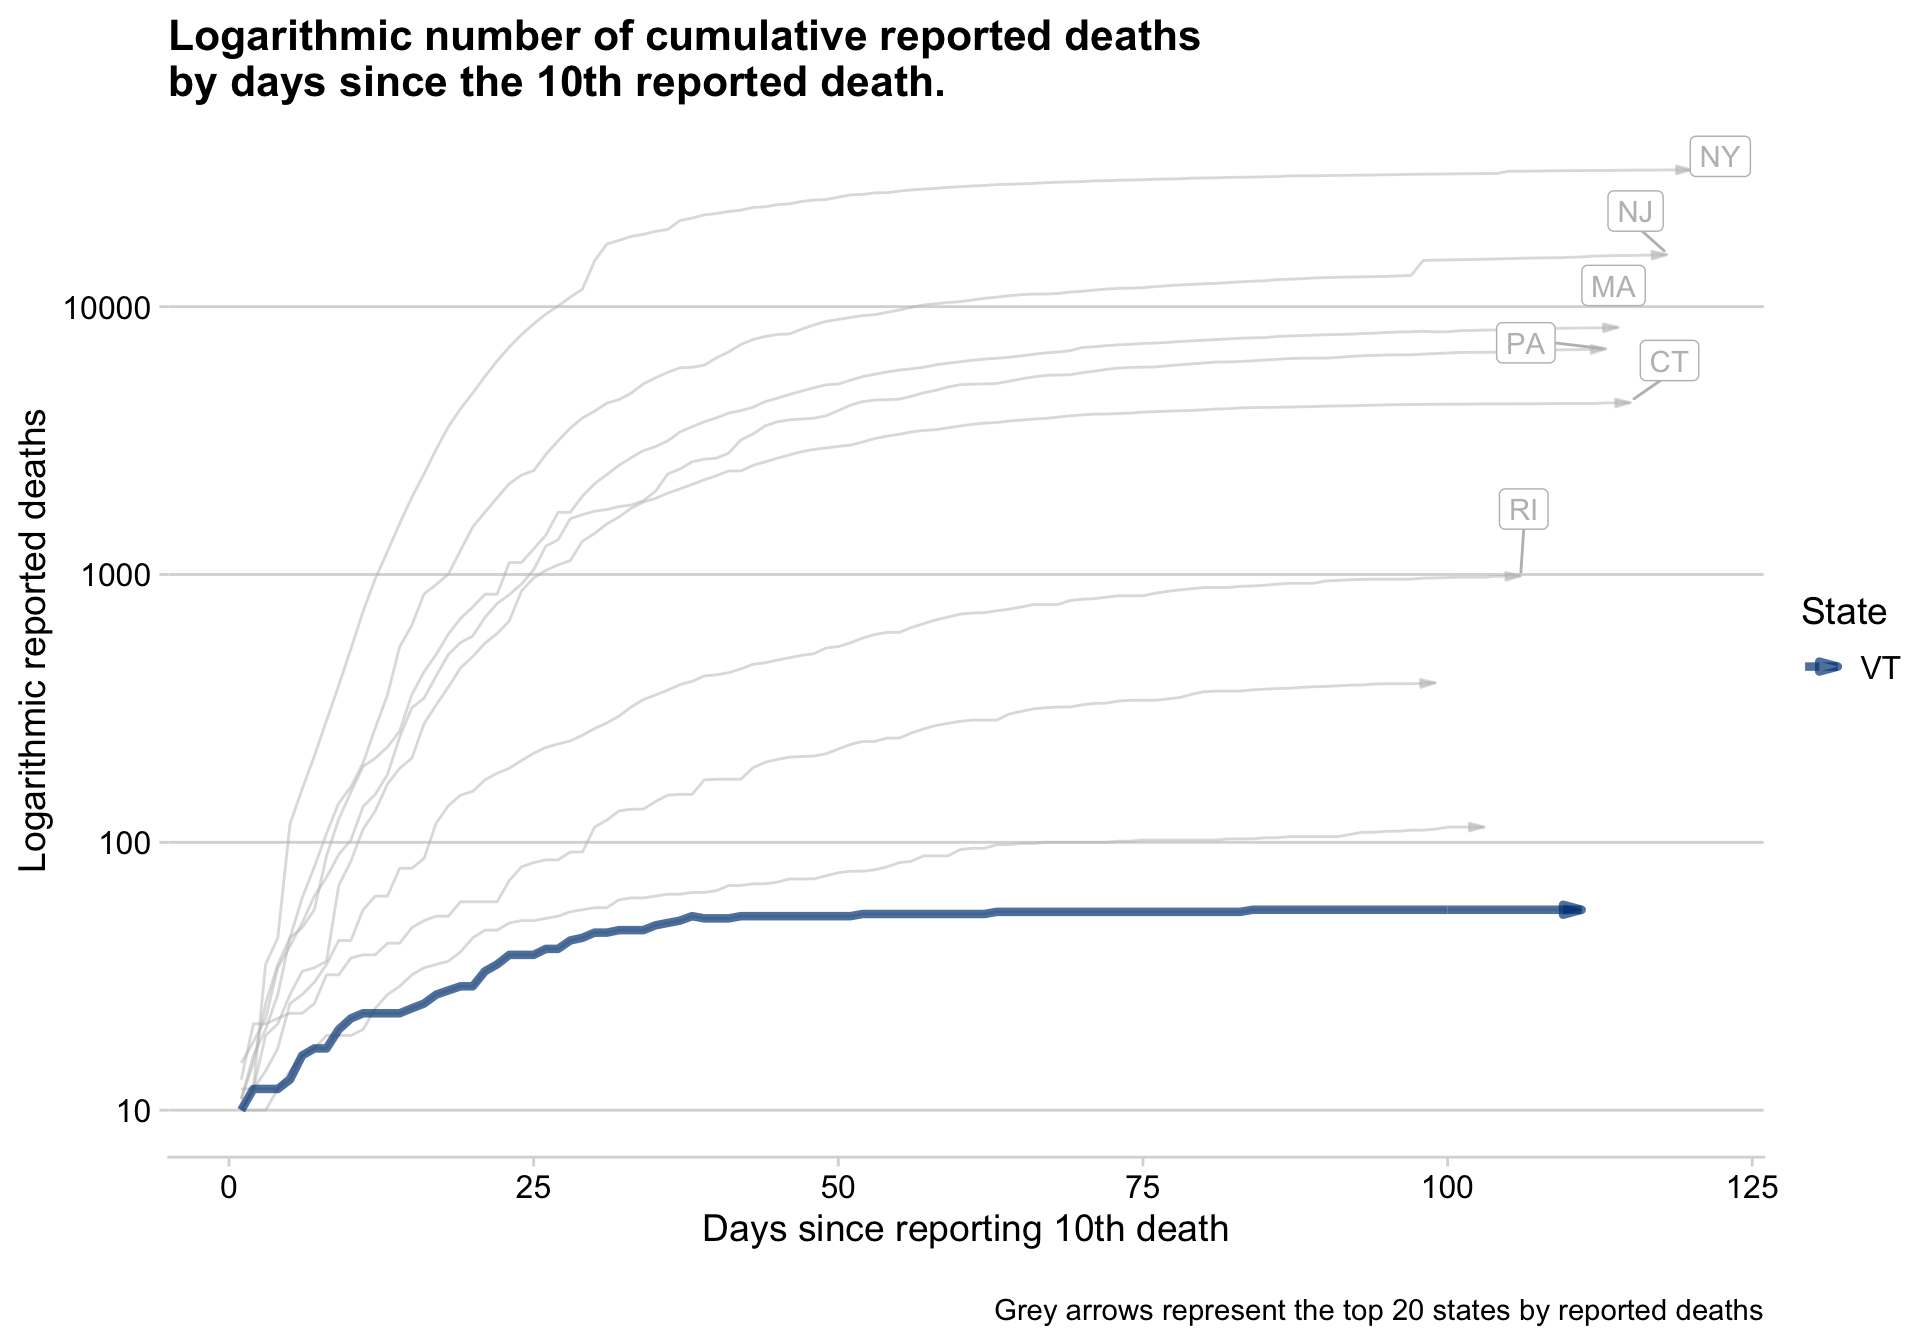 Logarithmic number of cumulative reported deaths
by days since the 10th reported death.
NY
NJ
MA
PA
CT
RI
10000
1000
100
10
Logarithmic reported deaths
State
VT
0 25 50 75 100 125
Days since reporting 10th death
Grey arrows represent the top 20 states by reported deaths